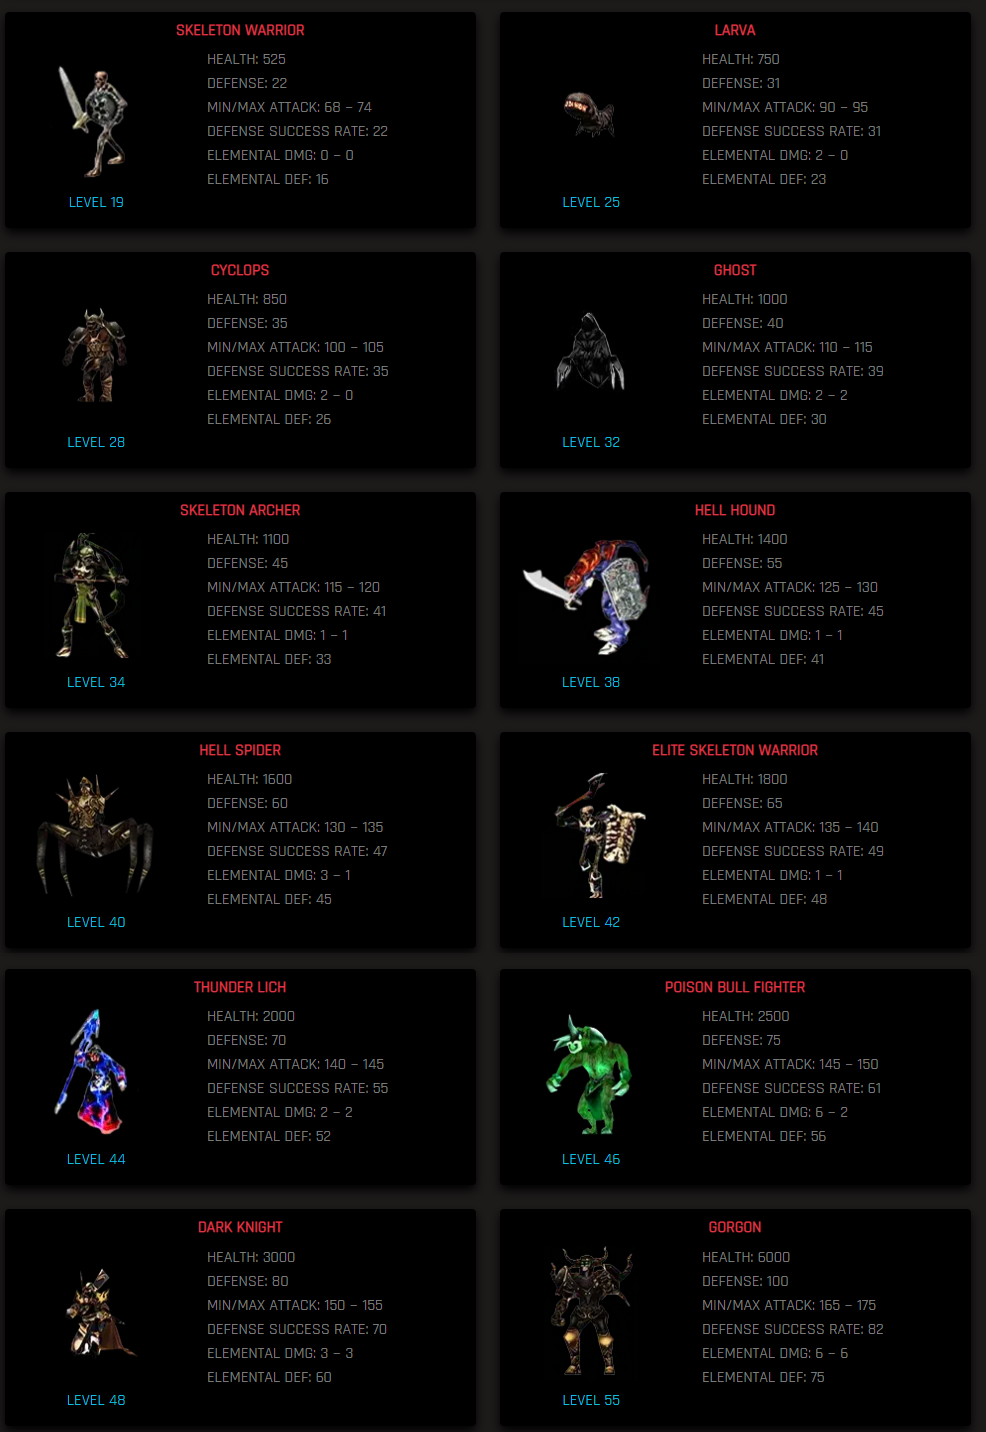 SKELETON WARRIOR
HEALTH: 525
DEFENSE: 22
MIN/MAX ATTACK: 68 – 74
DEFENSE SUCCESS RATE: 22
ELEMENTAL DMG: 0 – 0
ELEMENTAL DEF: 16
LEVEL 19
LARVA
HEALTH: 750
DEFENSE: 31
MIN/MAX ATTACK: 90 – 95
DEFENSE SUCCESS RATE: 31
ELEMENTAL DMG: 2 – 0
ELEMENTAL DEF: 23
LEVEL 25
CYCLOPS
HEALTH: 850
DEFENSE: 35
MIN/MAX ATTACK: 100 – 105
DEFENSE SUCCESS RATE: 35
ELEMENTAL DMG: 2 – 0
ELEMENTAL DEF: 26
LEVEL 28
GHOST
HEALTH: 1000
DEFENSE: 40
MIN/MAX ATTACK: 110 – 115
DEFENSE SUCCESS RATE: 39
ELEMENTAL DMG: 2 – 2
ELEMENTAL DEF: 30
LEVEL 32
SKELETON ARCHER
HEALTH: 1100
DEFENSE: 45
MIN/MAX ATTACK: 115 – 120
DEFENSE SUCCESS RATE: 41
ELEMENTAL DMG: 1 – 1
ELEMENTAL DEF: 33
LEVEL 34
HELL HOUND
HEALTH: 1400
DEFENSE: 55
MIN/MAX ATTACK: 125 – 130
DEFENSE SUCCESS RATE: 45
ELEMENTAL DMG: 1 – 1
ELEMENTAL DEF: 41
LEVEL 38
HELL SPIDER
HEALTH: 1600
DEFENSE: 60
MIN/MAX ATTACK: 130 – 135
DEFENSE SUCCESS RATE: 47
ELEMENTAL DMG: 3 – 1
ELEMENTAL DEF: 45
LEVEL 40
ELITE SKELETON WARRIOR
HEALTH: 1800
DEFENSE: 65
MIN/MAX ATTACK: 135 – 140
DEFENSE SUCCESS RATE: 49
ELEMENTAL DMG: 1 – 1
ELEMENTAL DEF: 48
LEVEL 42
THUNDER LICH
HEALTH: 2000
DEFENSE: 70
MIN/MAX ATTACK: 140 – 145
DEFENSE SUCCESS RATE: 55
ELEMENTAL DMG: 2 – 2
ELEMENTAL DEF: 52
LEVEL 44
POISON BULL FIGHTER
HEALTH: 2500
DEFENSE: 75
MIN/MAX ATTACK: 145 – 150
DEFENSE SUCCESS RATE: 61
ELEMENTAL DMG: 6 – 2
ELEMENTAL DEF: 56
LEVEL 46
DARK KNIGHT
HEALTH: 3000
DEFENSE: 80
MIN/MAX ATTACK: 150 – 155
DEFENSE SUCCESS RATE: 70
ELEMENTAL DMG: 3 – 3
ELEMENTAL DEF: 60
LEVEL 48
GORGON
HEALTH: 6000
DEFENSE: 100
MIN/MAX ATTACK: 165 – 175
DEFENSE SUCCESS RATE: 82
ELEMENTAL DMG: 6 – 6
ELEMENTAL DEF: 75
LEVEL 55